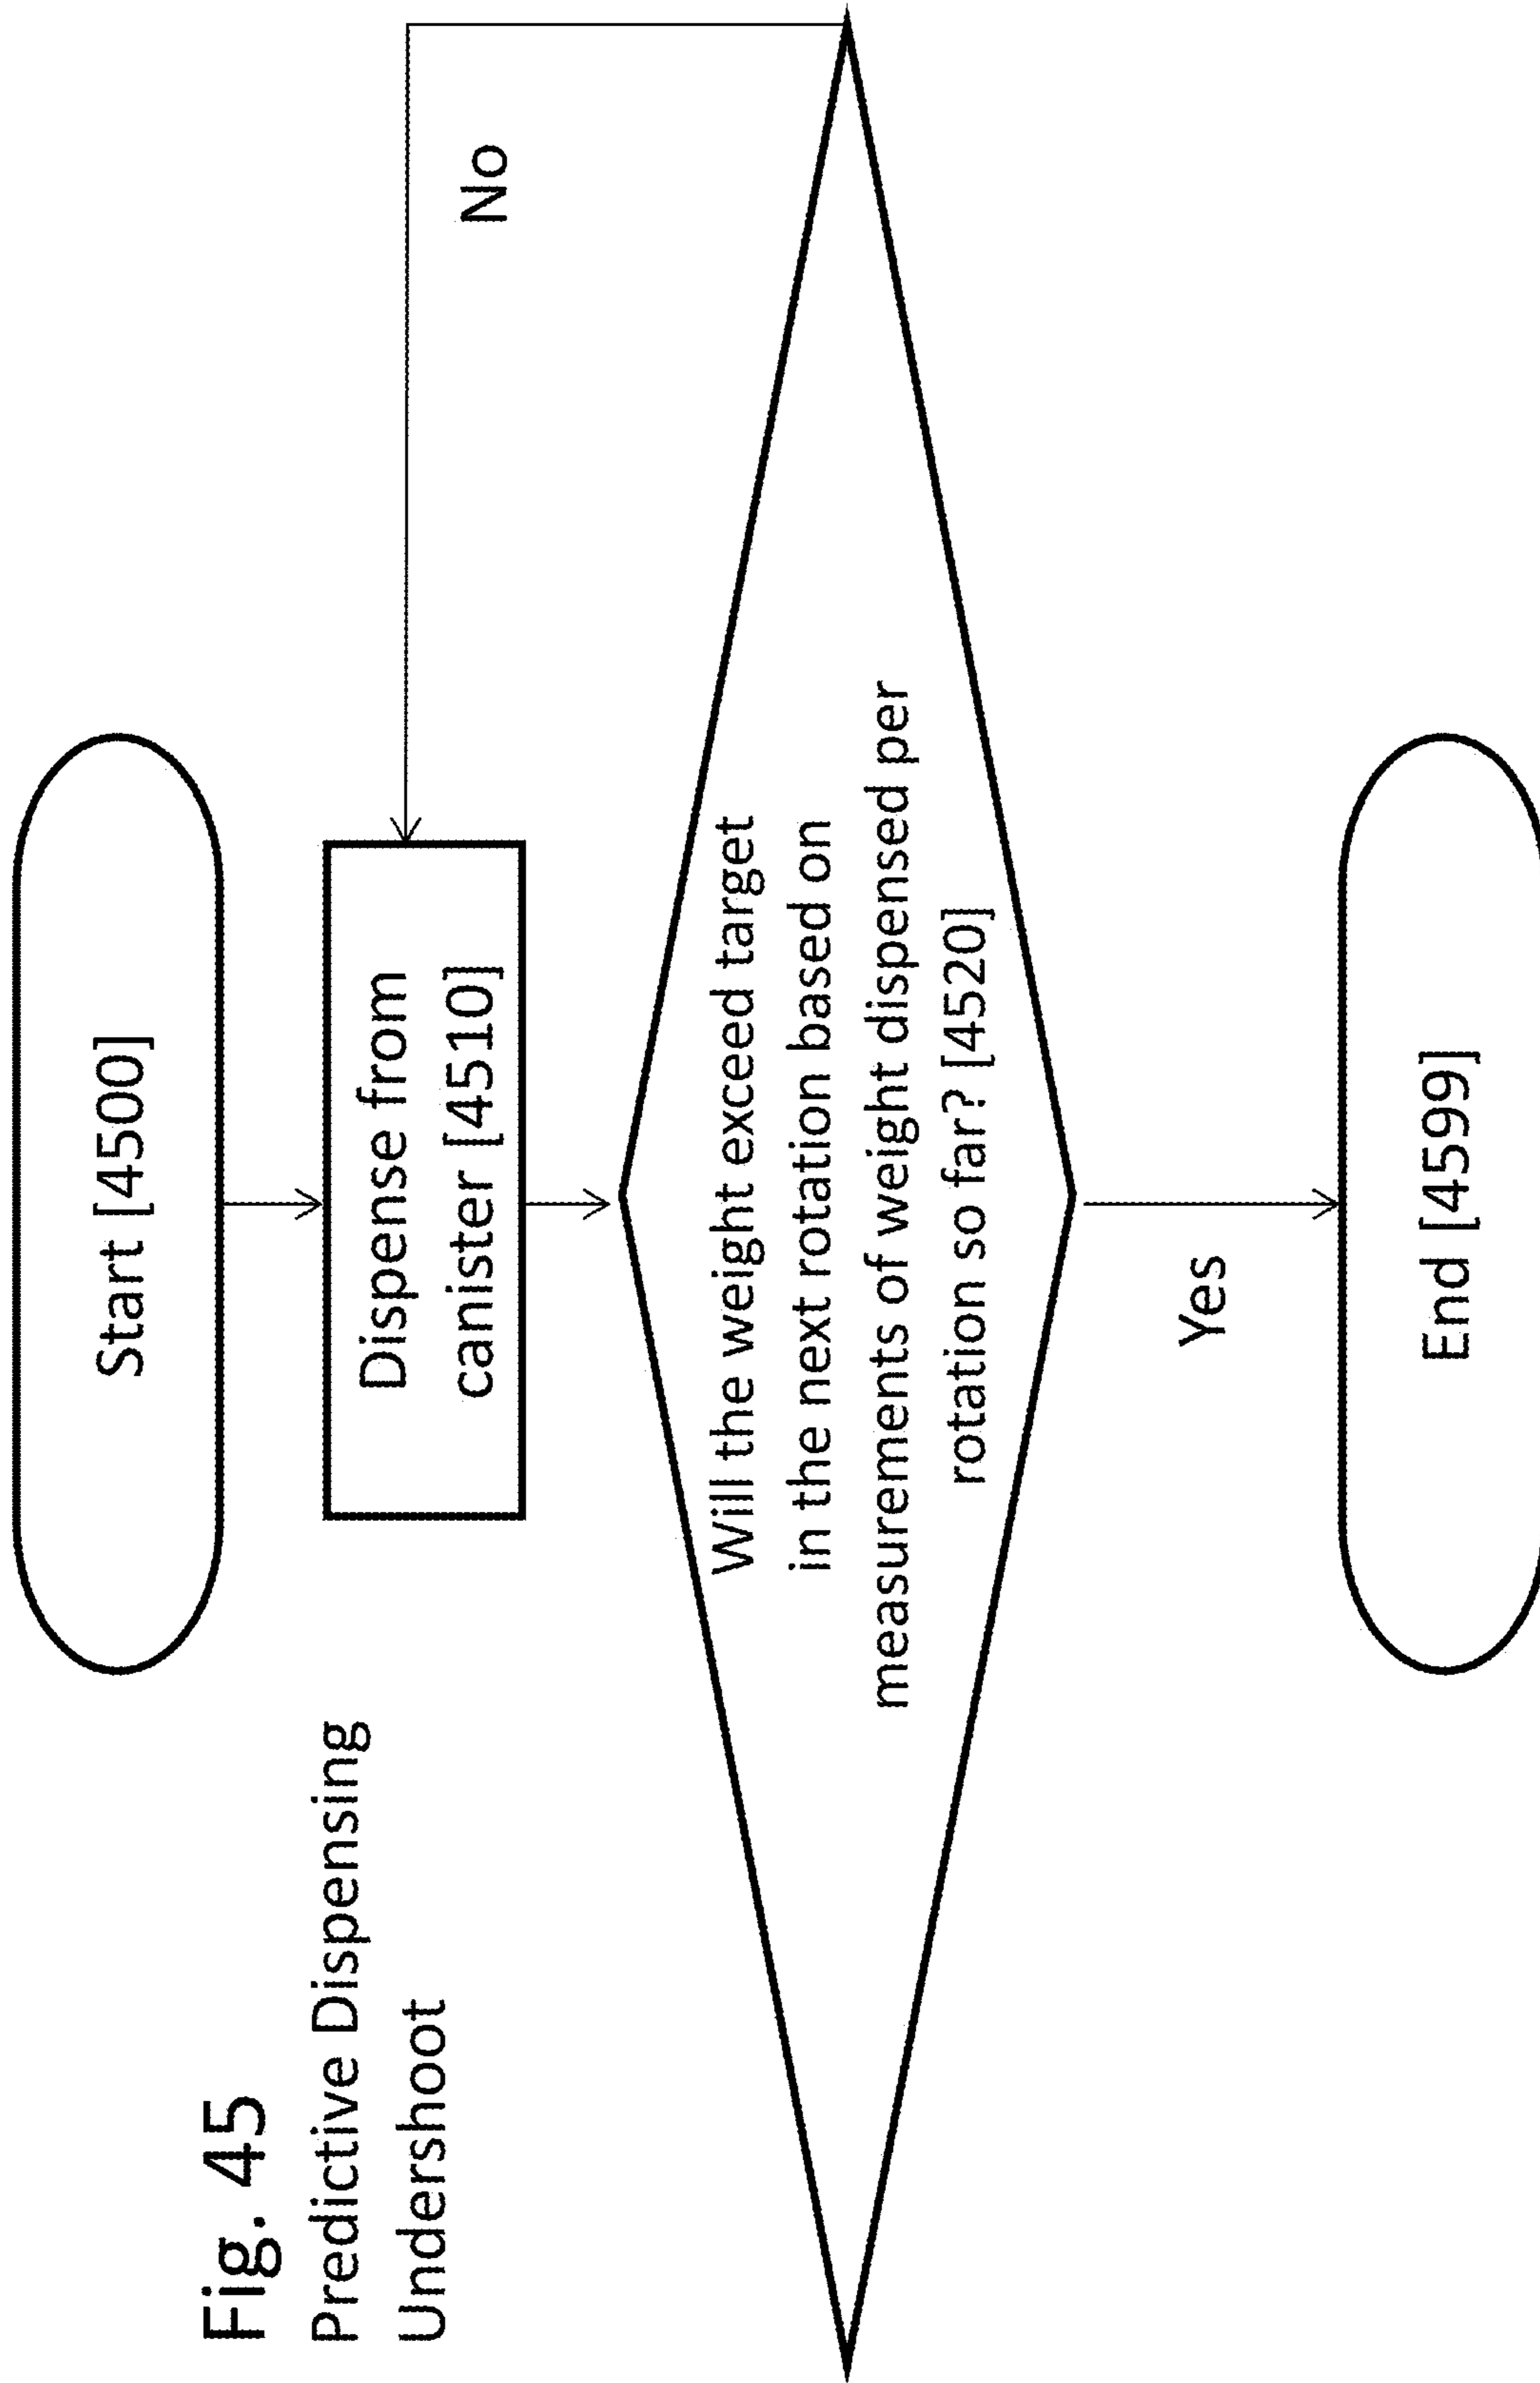 Fig. 45
Predictive Dispensing
Undershoot
Start [4500]
Dispense from
canister [4510]
Will the weight exceed target
in the next rotation based on
measurements of weight dispensed per
rotation so far? [4520]
No
Yes
End [4599]